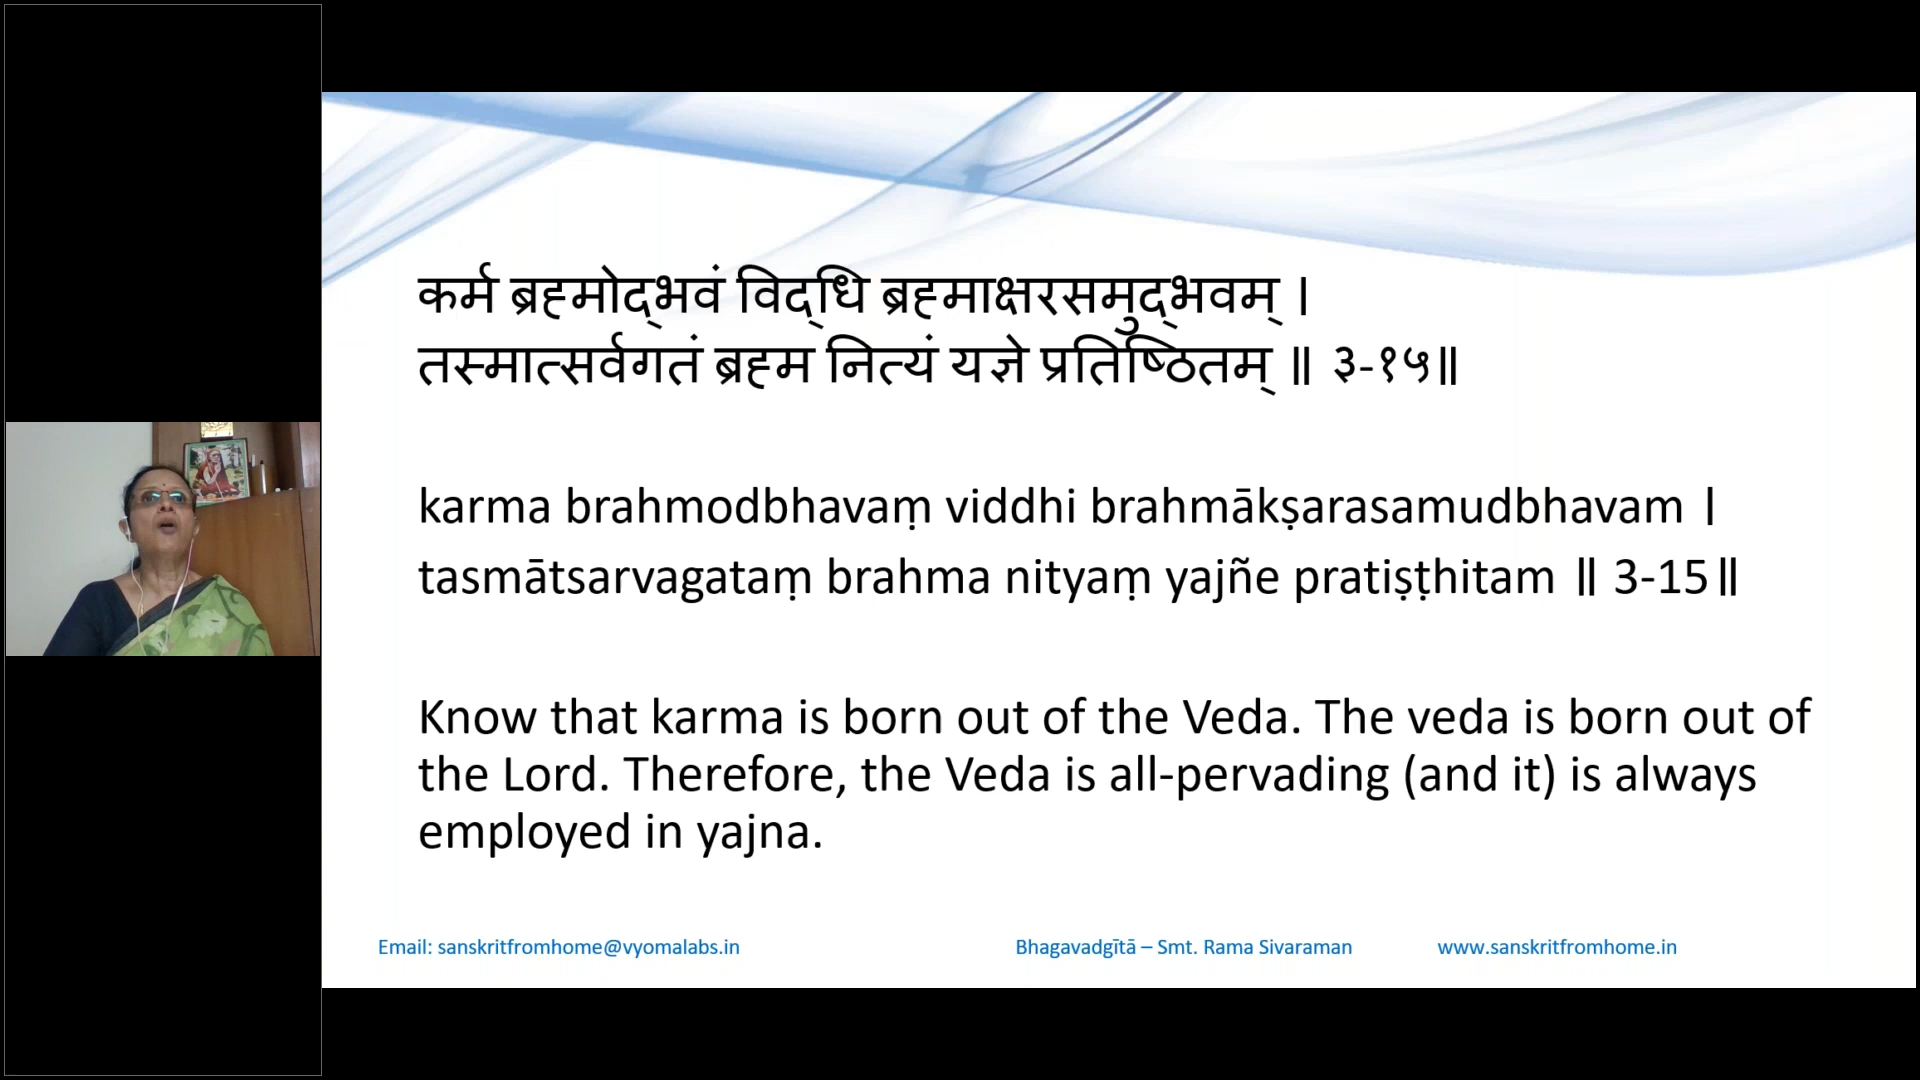 कर्म ब्रह्मोद्भवं विद्धि ब्रह्माक्षरसमुद्भवम् ।
तस्मात्सर्वगतं ब्रह्म नित्यं यज्ञे प्रतिष्ठितम् ॥ ३-१५॥
karma brahmodbhavaṃ viddhi brahmākṣarasamudbhavam ।
tasmātsarvagataṃ brahma nityaṃ yajñe pratiṣṭhitam ॥ 3-15॥
Know that karma is born out of the Veda. The veda is born out of
the Lord. Therefore, the Veda is all-pervading (and it) is always
employed in yajna.
Email: sanskritfromhome@vyomalabs.in Bhagavadgītā – Smt. Rama Sivaraman www.sanskritfromhome.in